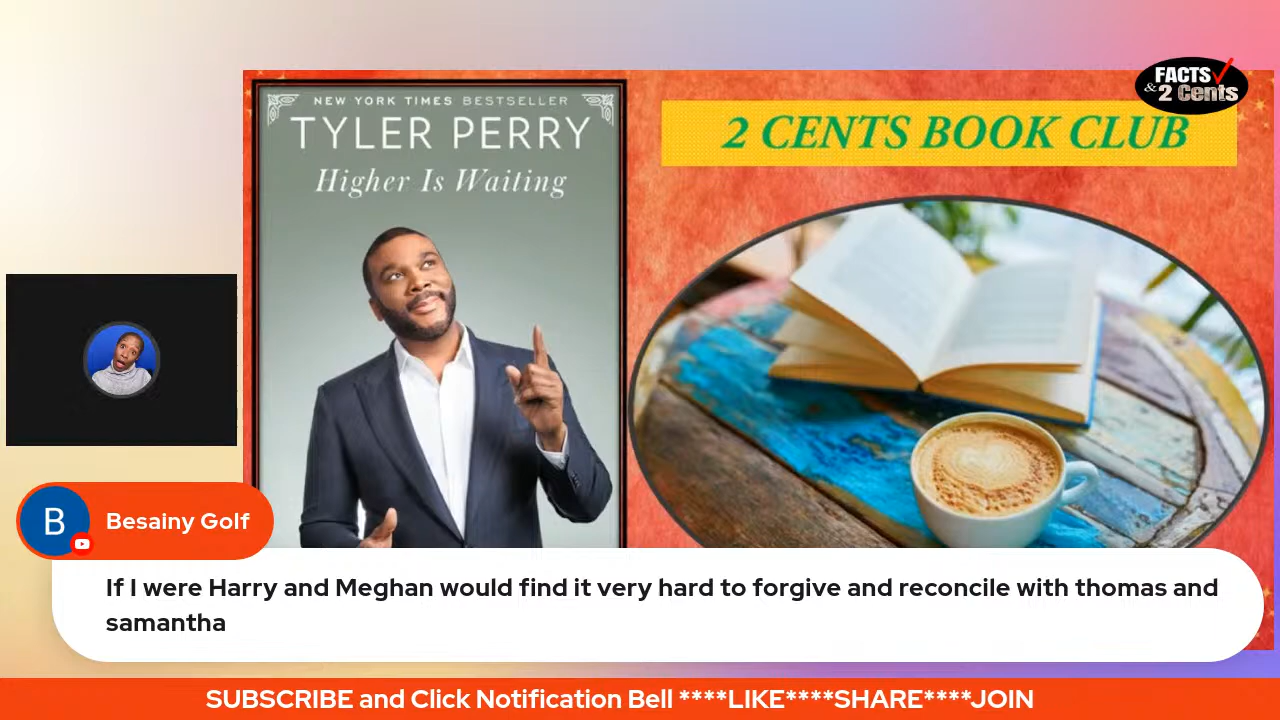 FACTS
& 2 Cents
NEW YORK TIMES BESTSELLER
TYLER PERRY
Higher Is Waiting
2 CENTS BOOK CLUB
B
Besainy Golf
If I were Harry and Meghan would find it very hard to forgive and reconcile with thomas and
samantha
SUBSCRIBE and Click Notification Bell ****LIKE****SHARE****JOIN